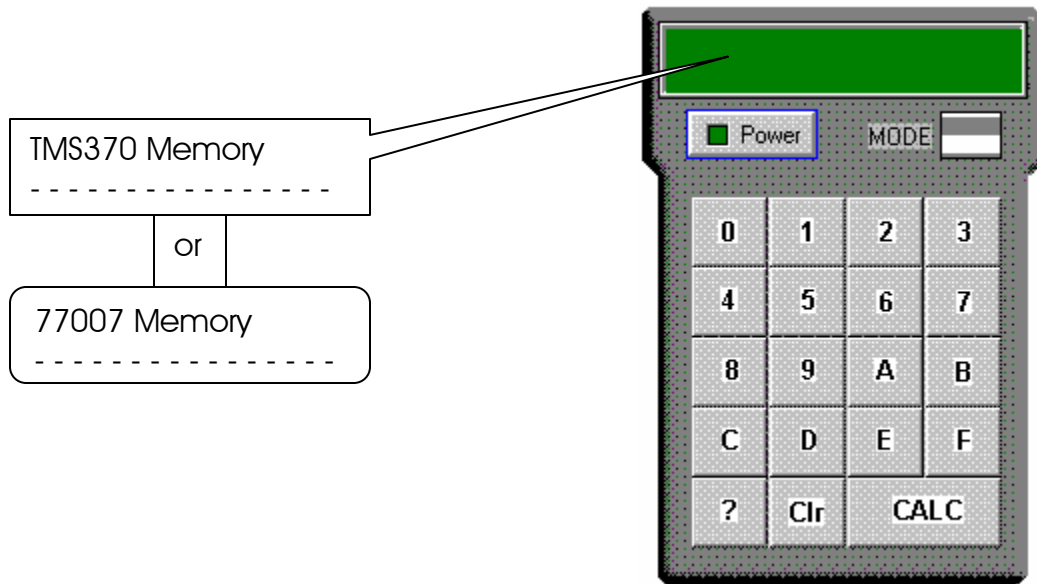 TMS370 Memory
- - - - - - - - - - - - - - - -
or
77007 Memory
- - - - - - - - - - - - - - - -
Power MODE
0 1 2 3
4 5 6 7
8 9 A B
C D E F
? Clr CALC